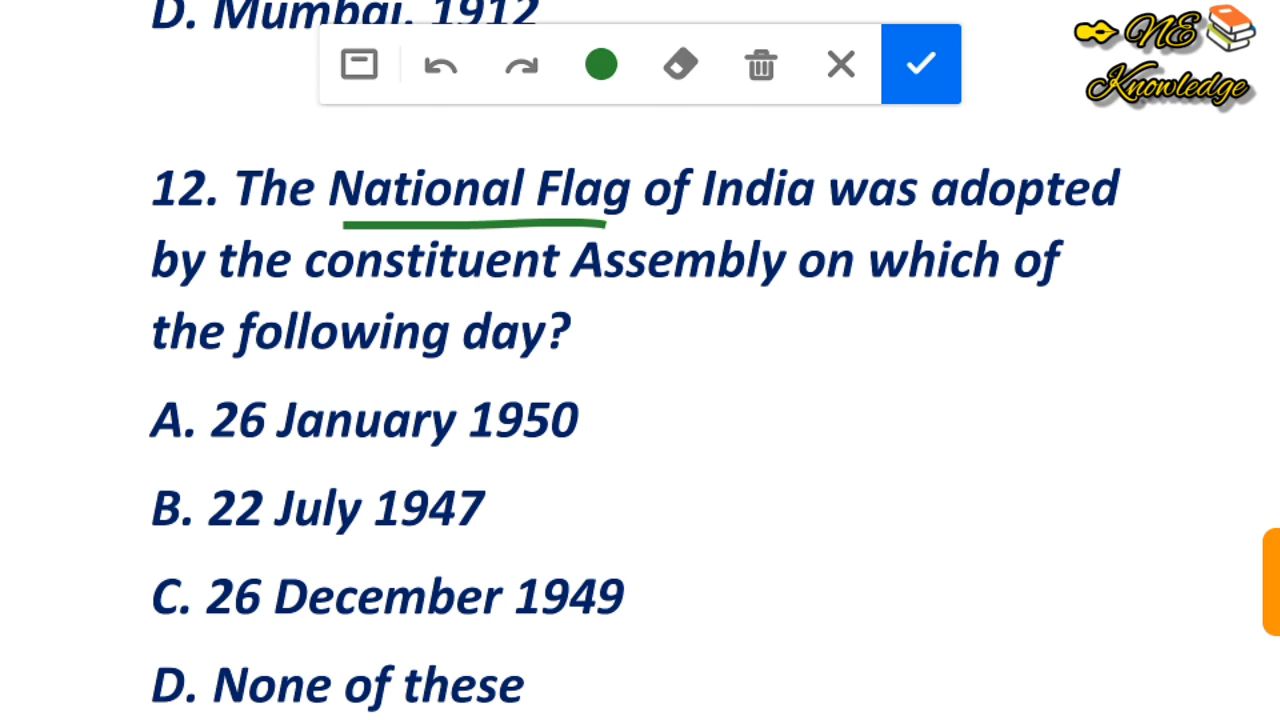 D. Mumbai, 1912
NE
Knowledge
12. The National Flag of India was adopted
by the constituent Assembly on which of
the following day?
A. 26 January 1950
B. 22 July 1947
C. 26 December 1949
D. None of these